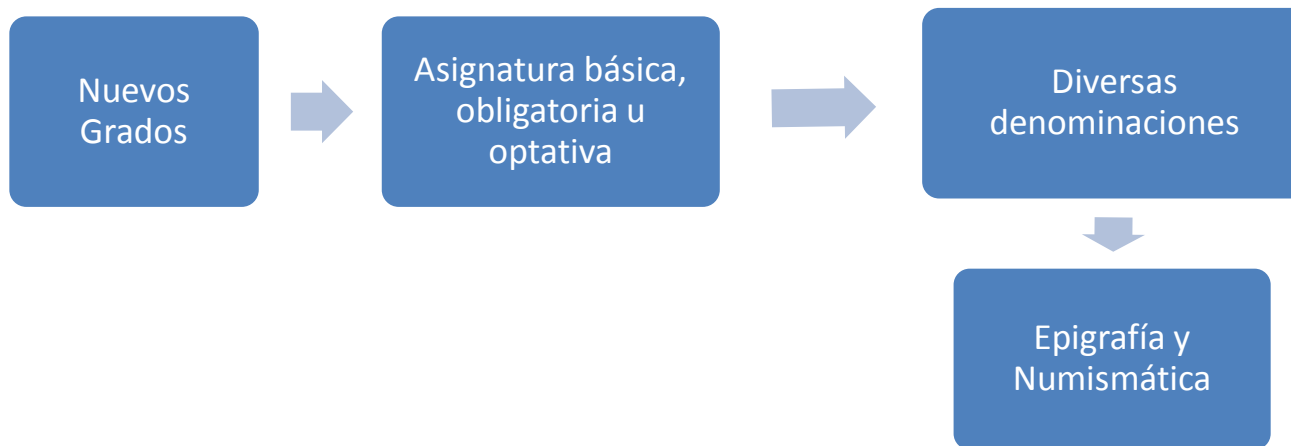 Nuevos
Grados
Asignatura básica,
obligatoria u
optativa
Diversas
denominaciones
Epigrafía y
Numismática